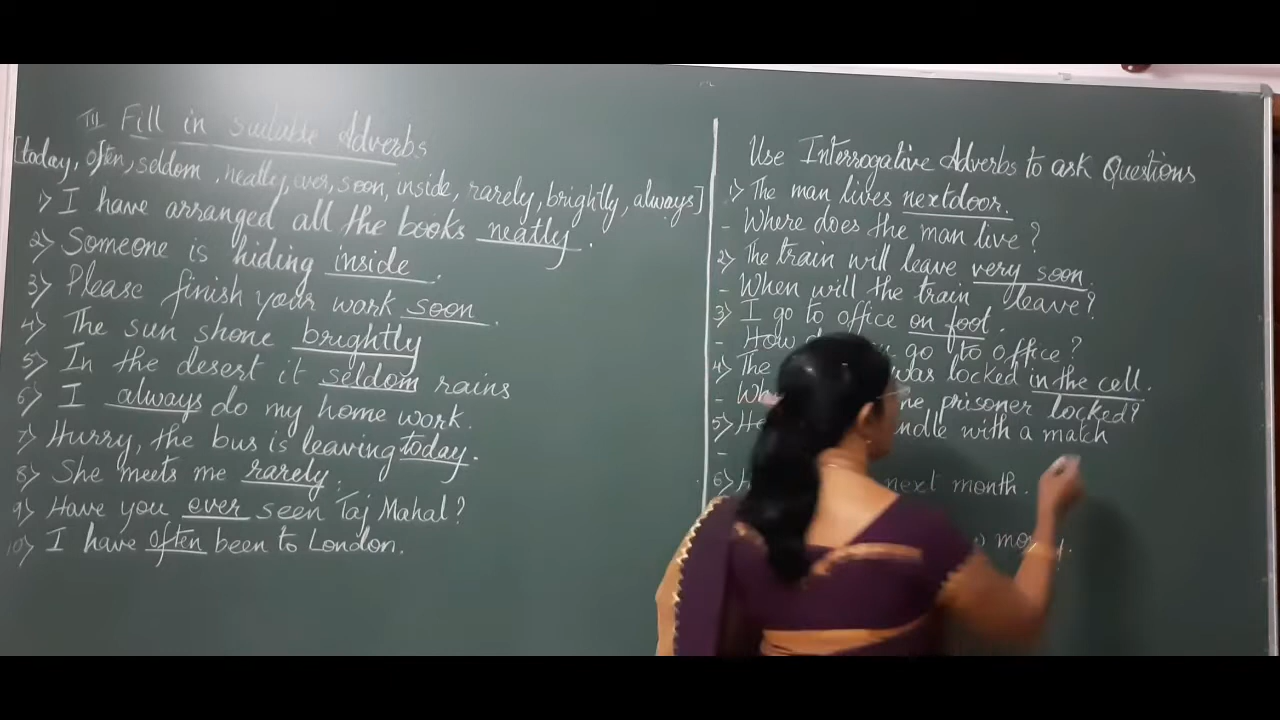 III Fill in suitable Adverbs
[today, often, seldom, neatly, ever, soon, inside, rarely, brightly, always]
1) I have arranged all the books neatly.
2) Someone is hiding inside.
3) Please finish your work soon.
4) The sun shone brightly
5) In the desert it seldom rains
6) I always do my home work.
7) Hurry, the bus is leaving today.
8) She meets me rarely.
9) Have you ever seen Taj Mahal?
10) I have often been to London.
Use Interrogative Adverbs to ask Questions
1) The man lives nextdoor.
- Where does the man live?
2) The train will leave very soon.
- When will the train leave?
3) I go to office on foot.
- How go to office?
4) The was locked in the cell.
- prisoner locked?
5) He with a match
-
6) next month.